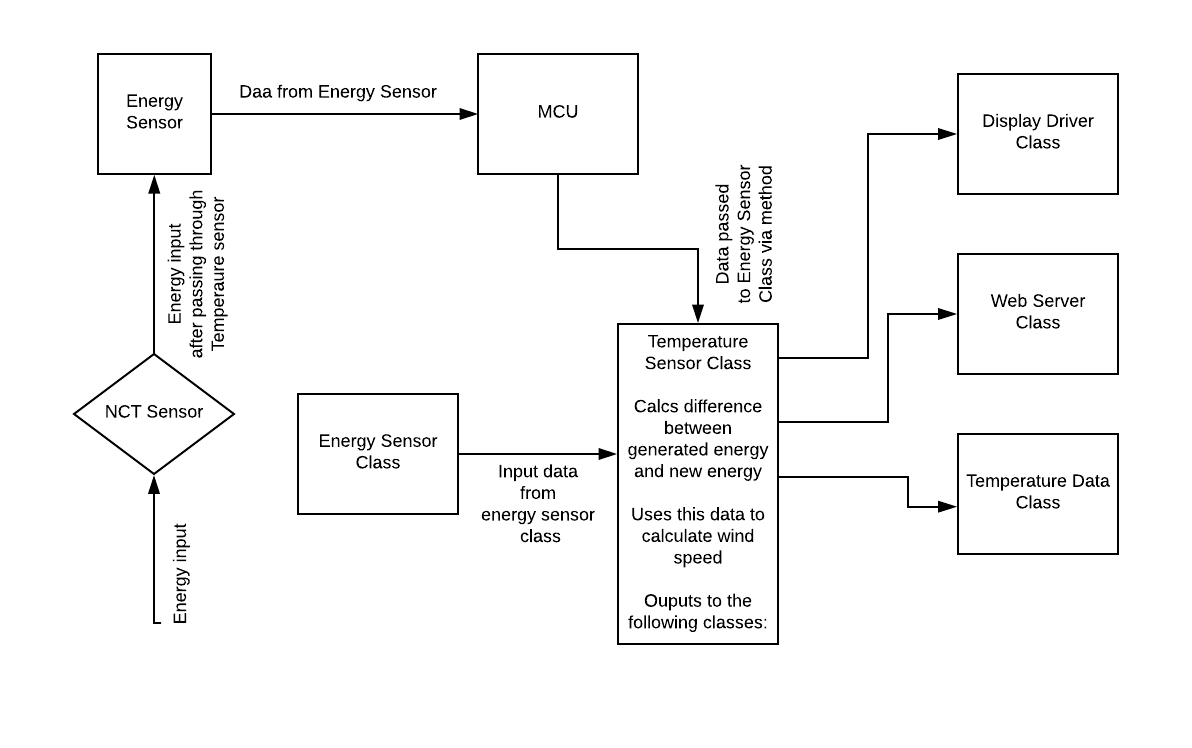 Energy
Sensor
Daa from Energy Sensor
MCU
Display Driver
Class
Energy input
after passing through
Temperaure sensor
Data passed
to Energy Sensor
Class via method
Web Server
Class
NCT Sensor
Energy Sensor
Class
Input data
from
energy sensor
class
Temperature
Sensor Class
Calcs difference
between
generated energy
and new energy
Uses this data to
calculate wind
speed
Ouputs to the
following classes:
Temperature Data
Class
Energy input